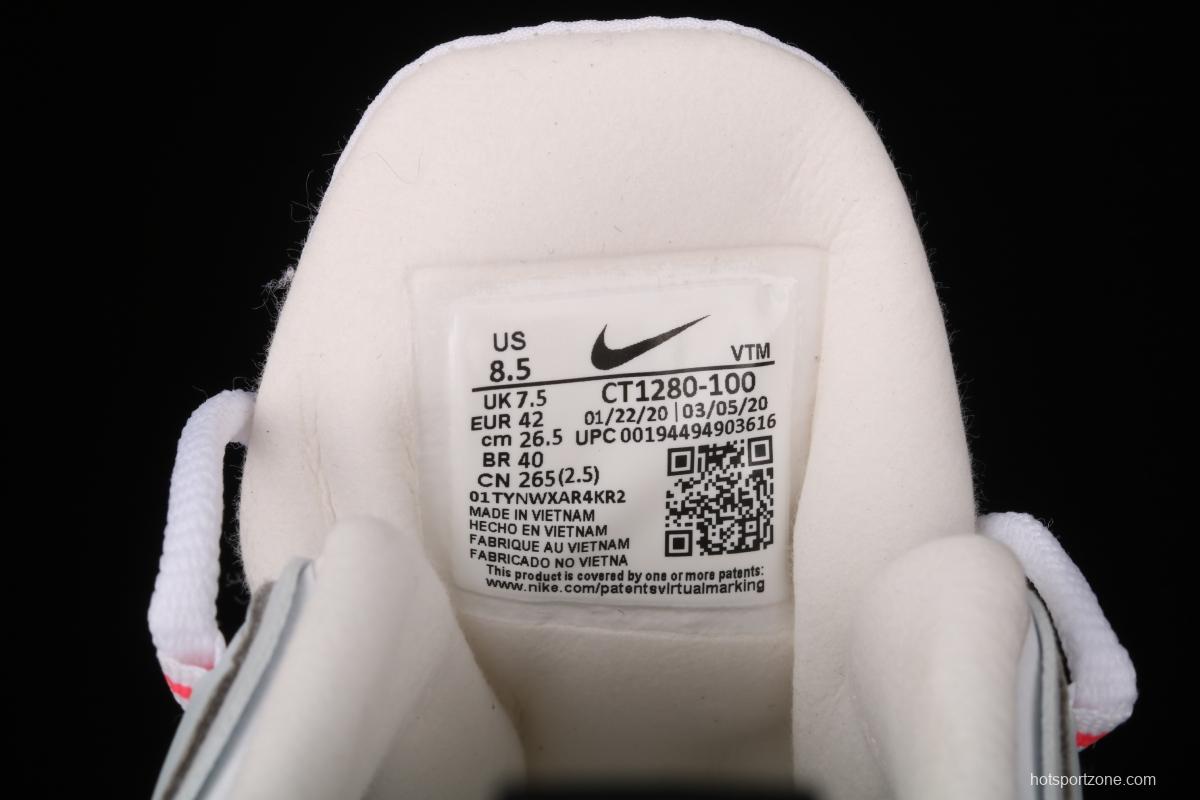 US
8.5
VTM
UK 7.5
CT1280-100
EUR 42
01/22/20 | 03/05/20
cm 26.5
UPC 00194494903616
BR 40
CN 265(2.5)
01TYNWXAR4KR2
MADE IN VIETNAM
HECHO EN VIETNAM
FABRIQUE AU VIETNAM
FABRICADO NO VIETNA
This product is covered by one or more patents:
www.nike.com/patentsvirtualmarking
hotsportzone.com